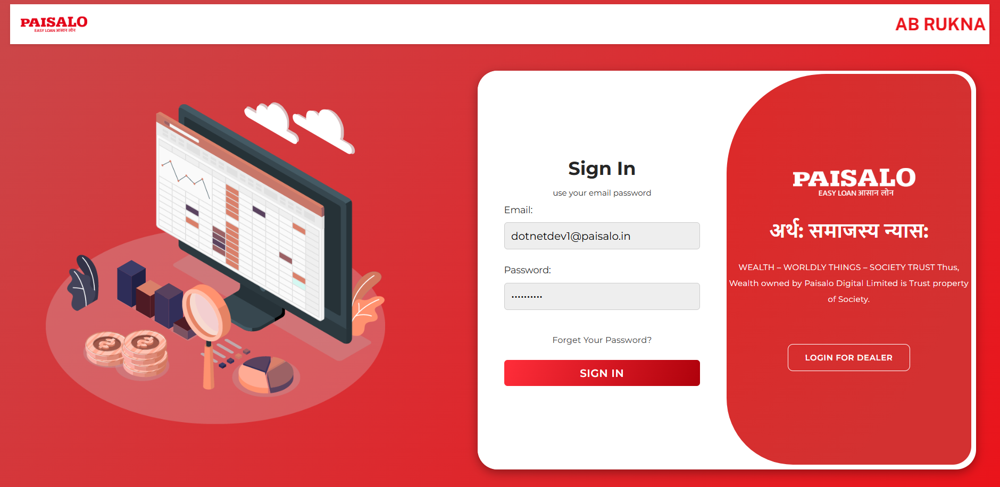 PAISALO
EASY LOAN आसान लोन
AB RUKNA
Sign In
use your email password
Email:
dotnetdev1@paisalo.in
Password:
••••••••••
Forget Your Password?
SIGN IN
PAISALO
EASY LOAN आसान लोन
अर्थ: समाजस्य न्यास:
WEALTH – WORLDLY THINGS – SOCIETY TRUST Thus,
Wealth owned by Paisalo Digital Limited is Trust property
of Society.
LOGIN FOR DEALER